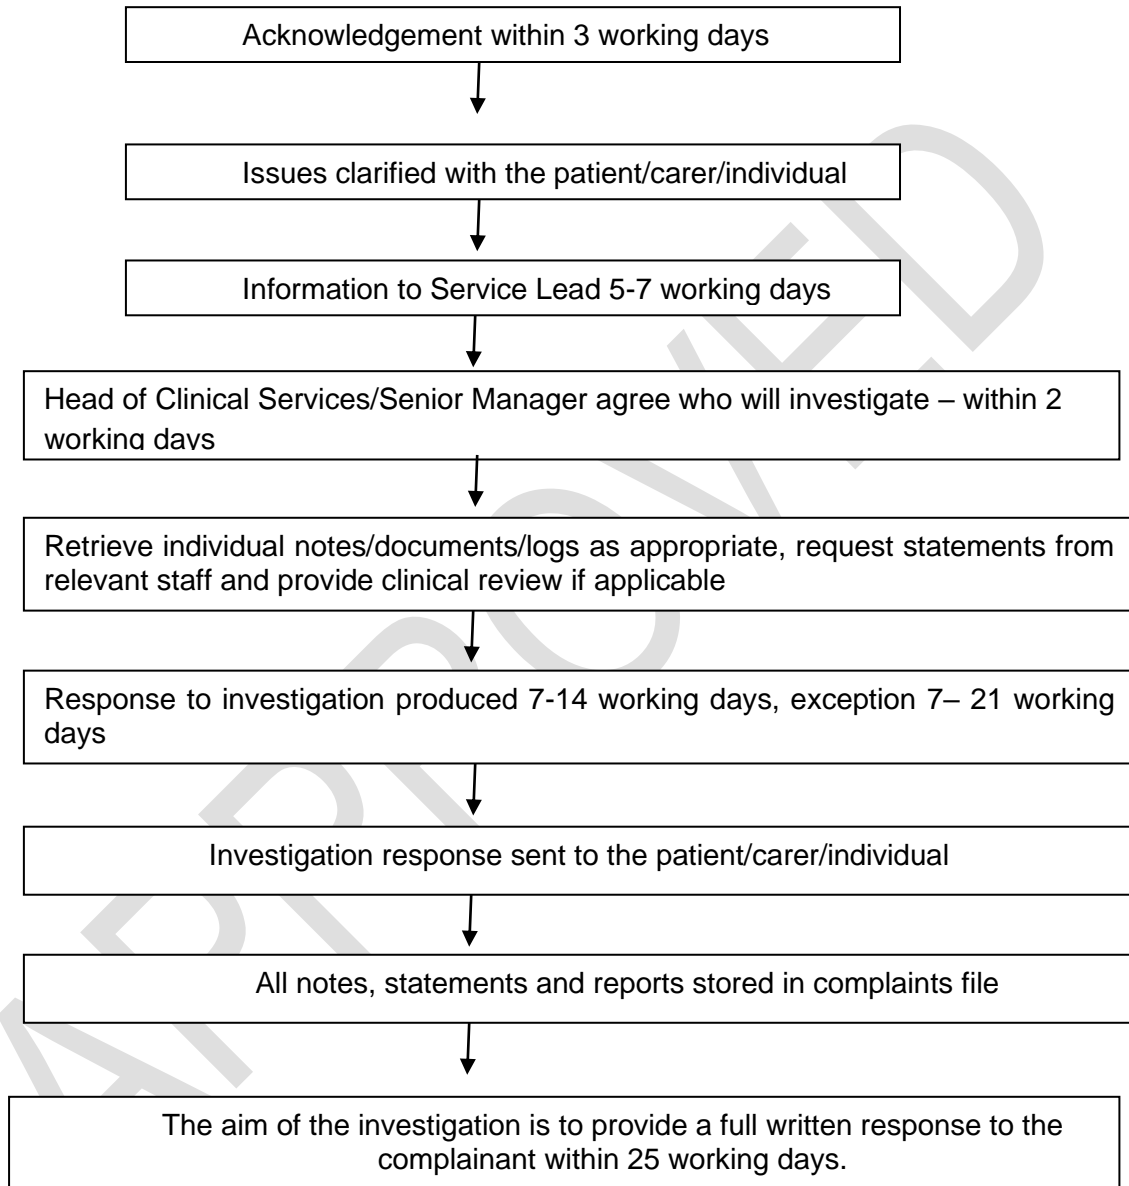 Acknowledgement within 3 working days
Issues clarified with the patient/carer/individual
Information to Service Lead 5-7 working days
Head of Clinical Services/Senior Manager agree who will investigate – within 2
working days
Retrieve individual notes/documents/logs as appropriate, request statements from
relevant staff and provide clinical review if applicable
Response to investigation produced 7-14 working days, exception 7– 21 working
days
Investigation response sent to the patient/carer/individual
All notes, statements and reports stored in complaints file
The aim of the investigation is to provide a full written response to the
complainant within 25 working days.
APPROVED